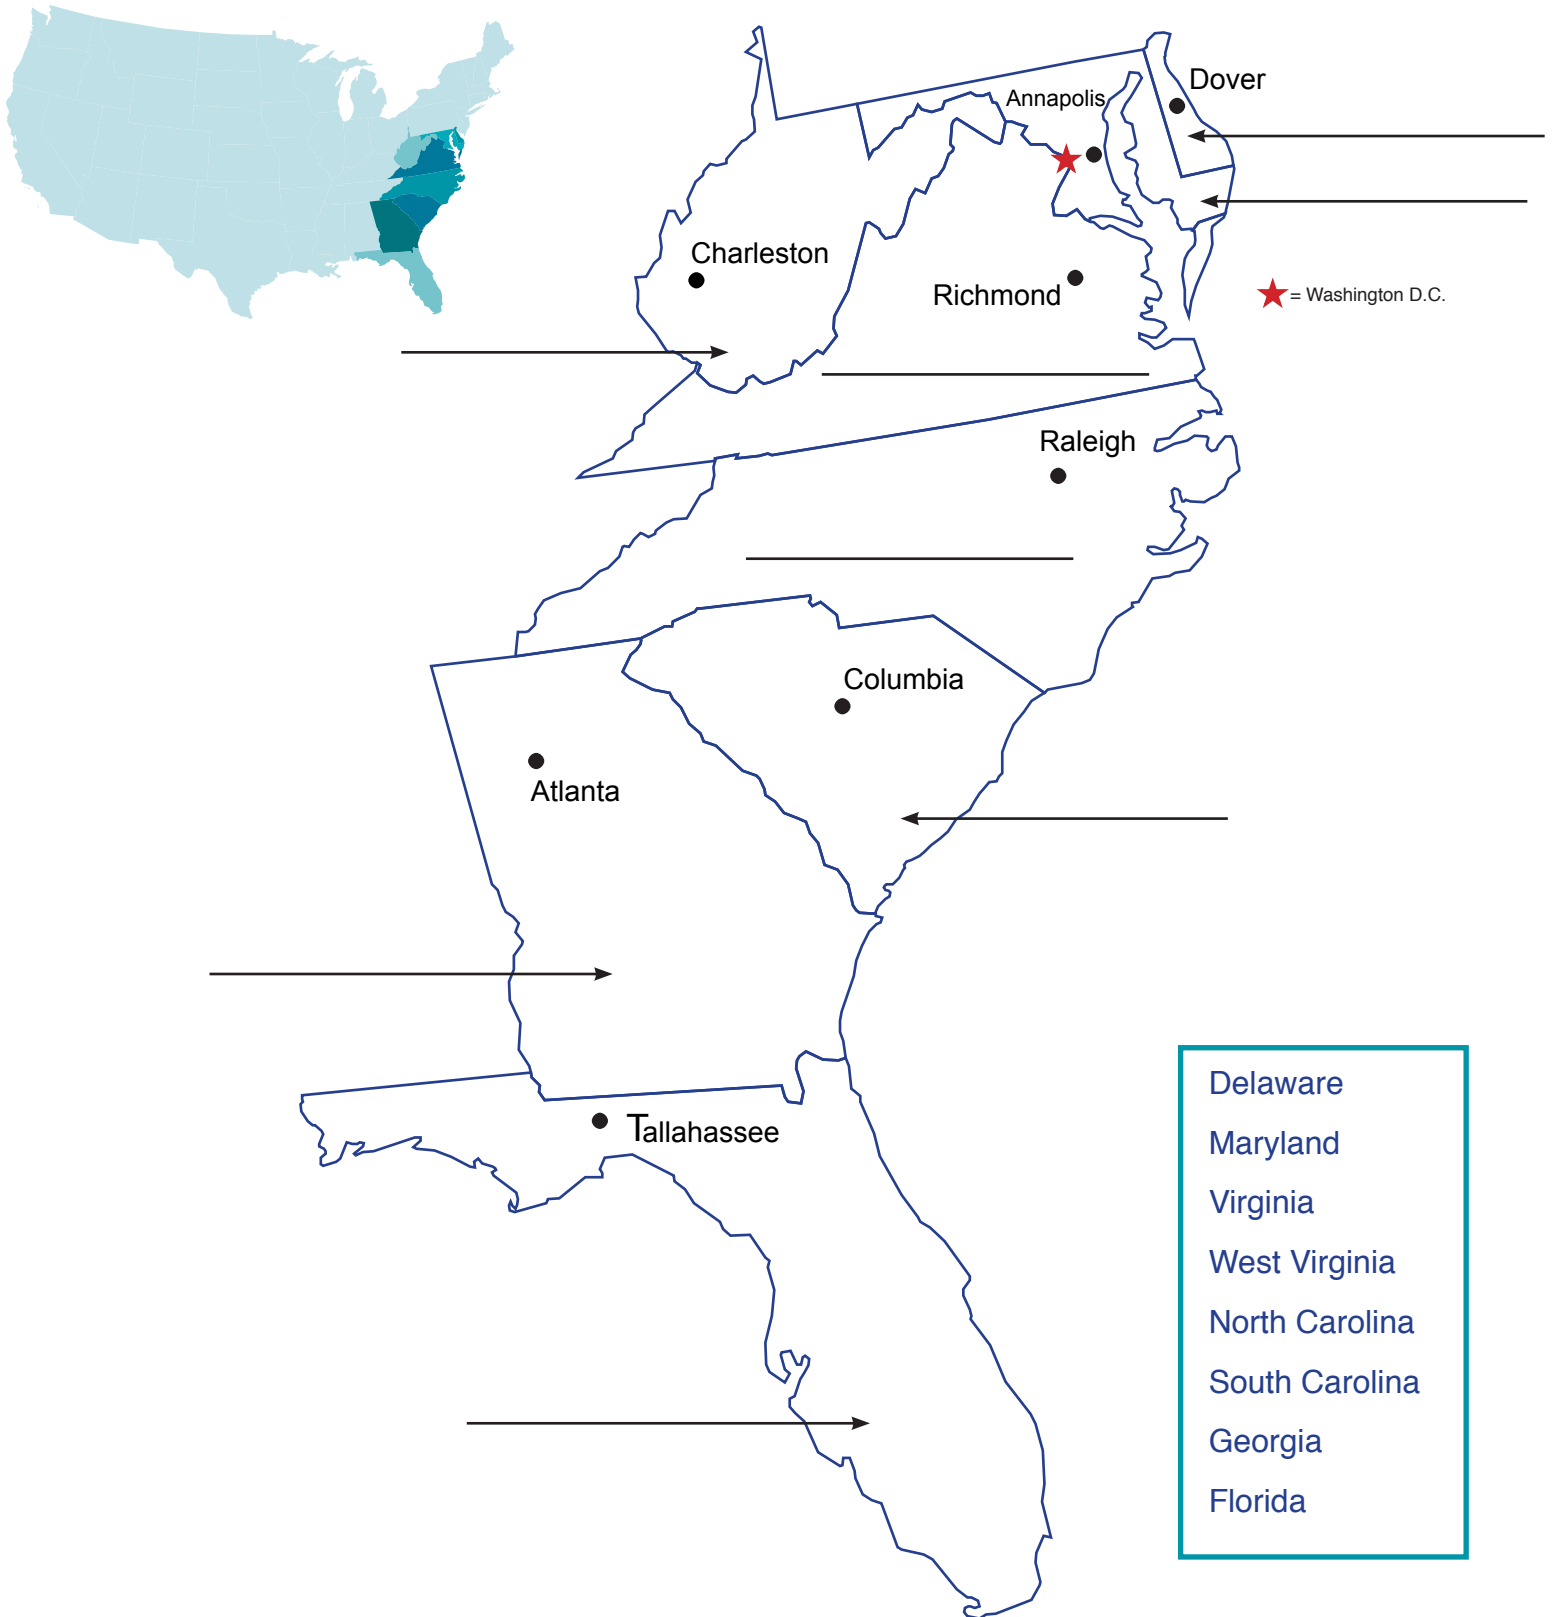 Dover
Annapolis
Charleston
Richmond
= Washington D.C.
Raleigh
Columbia
Atlanta
Tallahassee
Delaware
Maryland
Virginia
West Virginia
North Carolina
South Carolina
Georgia
Florida